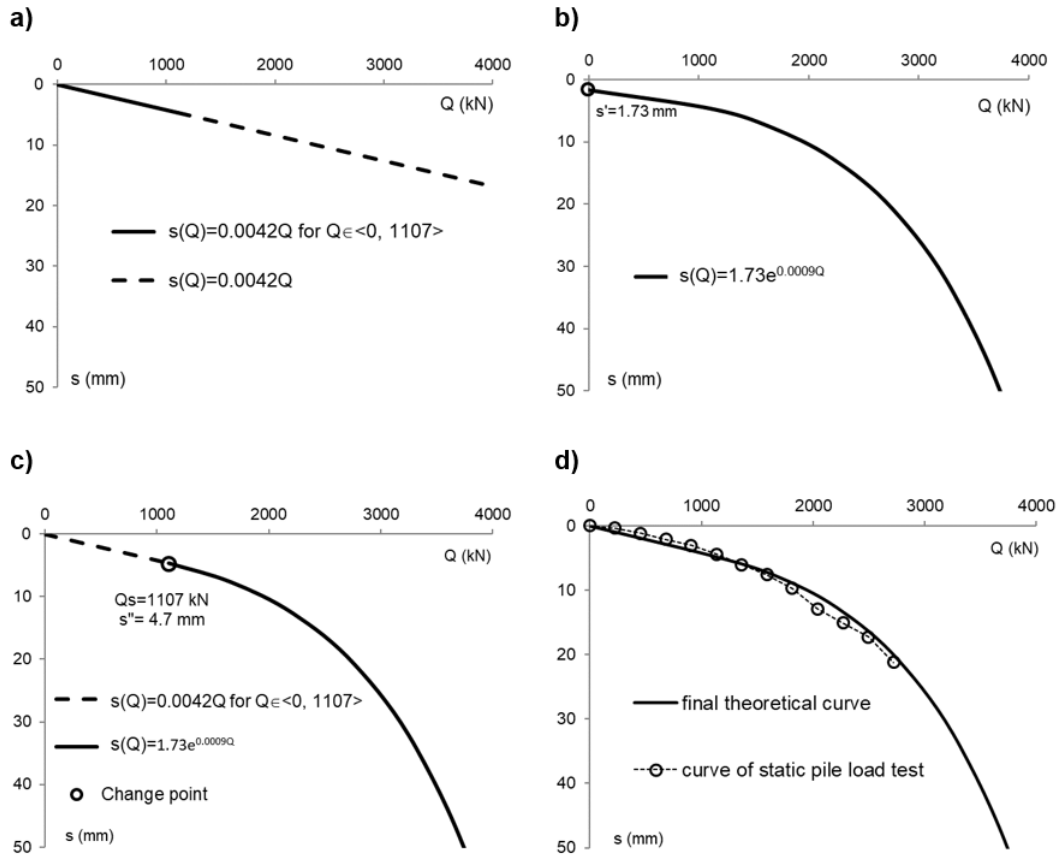 a)
0 1000 2000 3000 4000
Q (kN)
0
10
20
30
40
50
s(Q)=0.0042Q for Q∈<0, 1107>
s(Q)=0.0042Q
s (mm)
b)
0 1000 2000 3000 4000
Q (kN)
0
10
20
30
40
50
s'=1.73 mm
s(Q)=1.73e^0.0009Q
s (mm)
c)
0 1000 2000 3000 4000
Q (kN)
0
10
20
30
40
50
Qs=1107 kN
s"= 4.7 mm
s(Q)=0.0042Q for Q∈<0, 1107>
s(Q)=1.73e^0.0009Q
Change point
s (mm)
d)
0 1000 2000 3000 4000
Q (kN)
0
10
20
30
40
50
final theoretical curve
curve of static pile load test
s (mm)